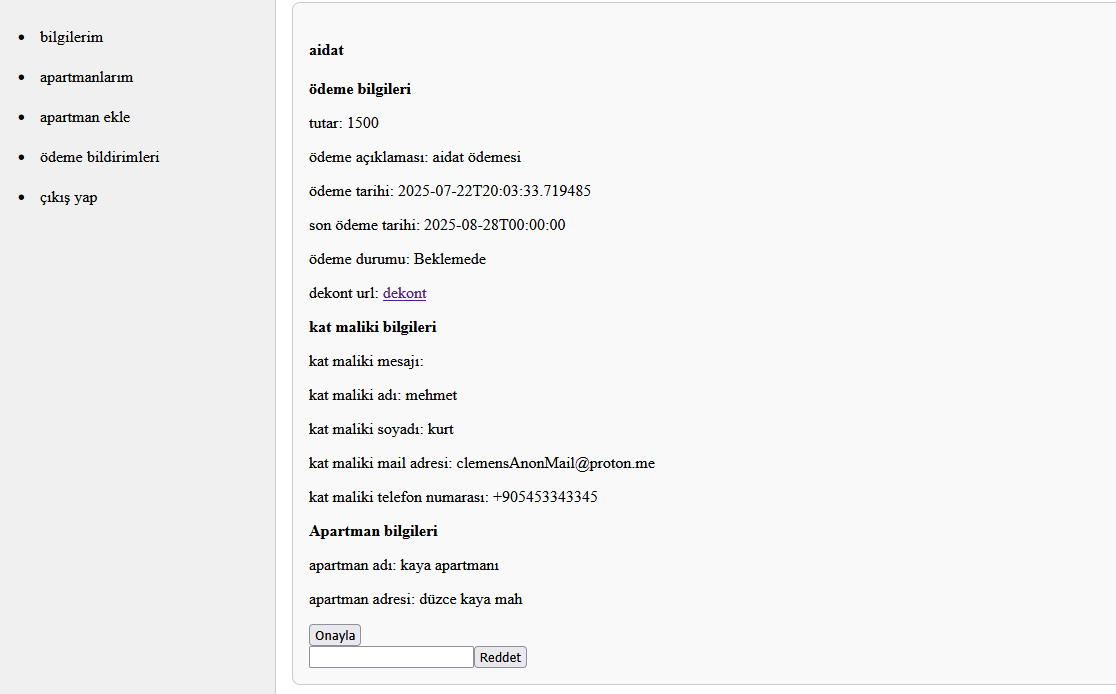 bilgilerim
apartmanlarım
apartman ekle
ödeme bildirimleri
çıkış yap
aidat
ödeme bilgileri
tutar: 1500
ödeme açıklaması: aidat ödemesi
ödeme tarihi: 2025-07-22T20:03:33.719485
son ödeme tarihi: 2025-08-28T00:00:00
ödeme durumu: Beklemede
dekont url: dekont
kat maliki bilgileri
kat maliki mesajı:
kat maliki adı: mehmet
kat maliki soyadı: kurt
kat maliki mail adresi: clemensAnonMail@proton.me
kat maliki telefon numarası: +905453343345
Apartman bilgileri
apartman adı: kaya apartmanı
apartman adresi: düzce kaya mah
Onayla
Reddet